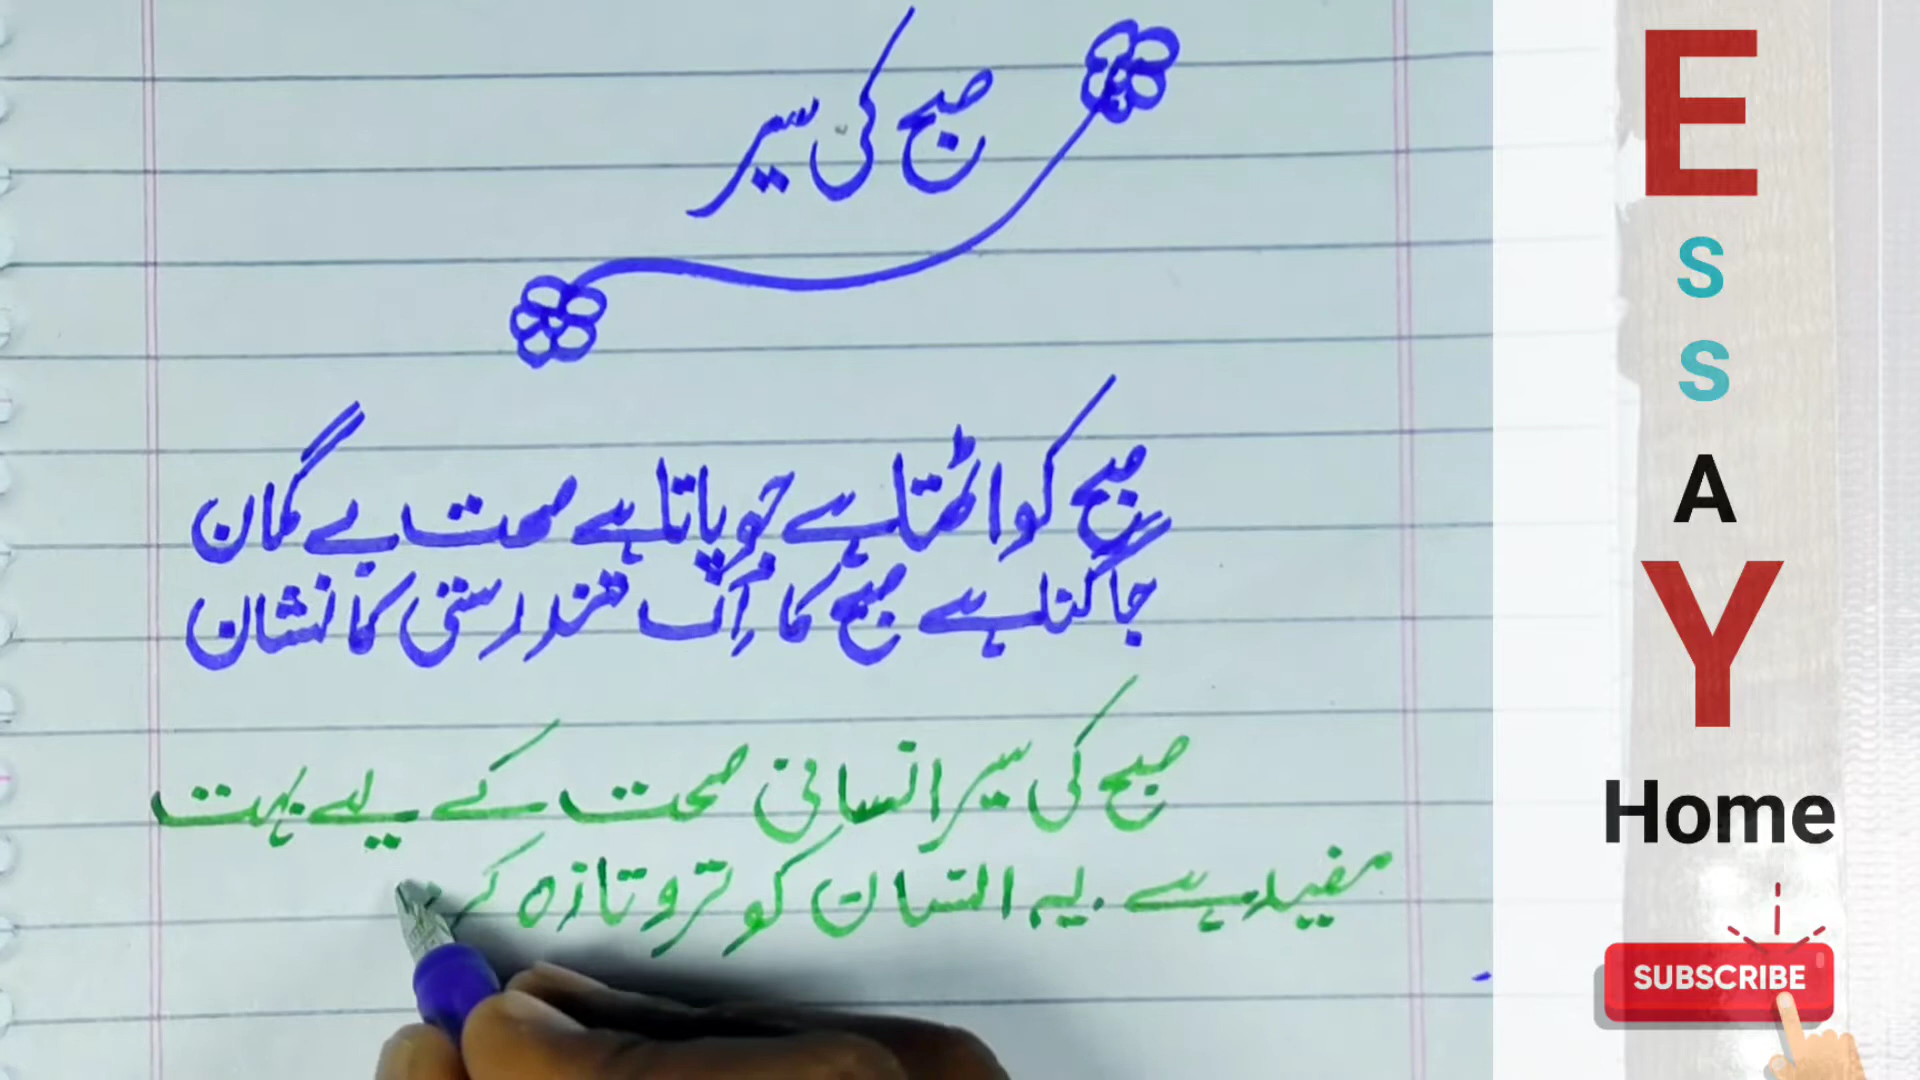 صبح کی سیر
صبح کو اٹھتا ہے جو پاتا ہے صحت بے گماں
جاگنا ہے صبح کا اِک تندرستی کا نشان
صبح کی سیر انسانی صحت کے لیے بہت
مفید ہے۔ یہ انسان کو تروتازہ کر
E
S
S
A
Y
Home
SUBSCRIBE